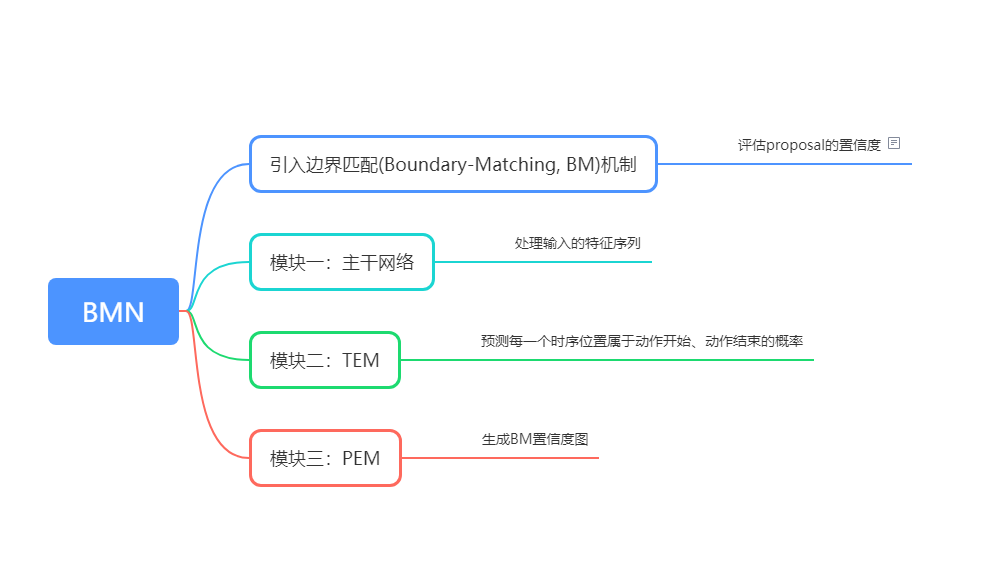 引入边界匹配(Boundary-Matching, BM)机制
评估proposal的置信度
模块一：主干网络
处理输入的特征序列
BMN
模块二：TEM
预测每一个时序位置属于动作开始、动作结束的概率
模块三：PEM
生成BM置信度图